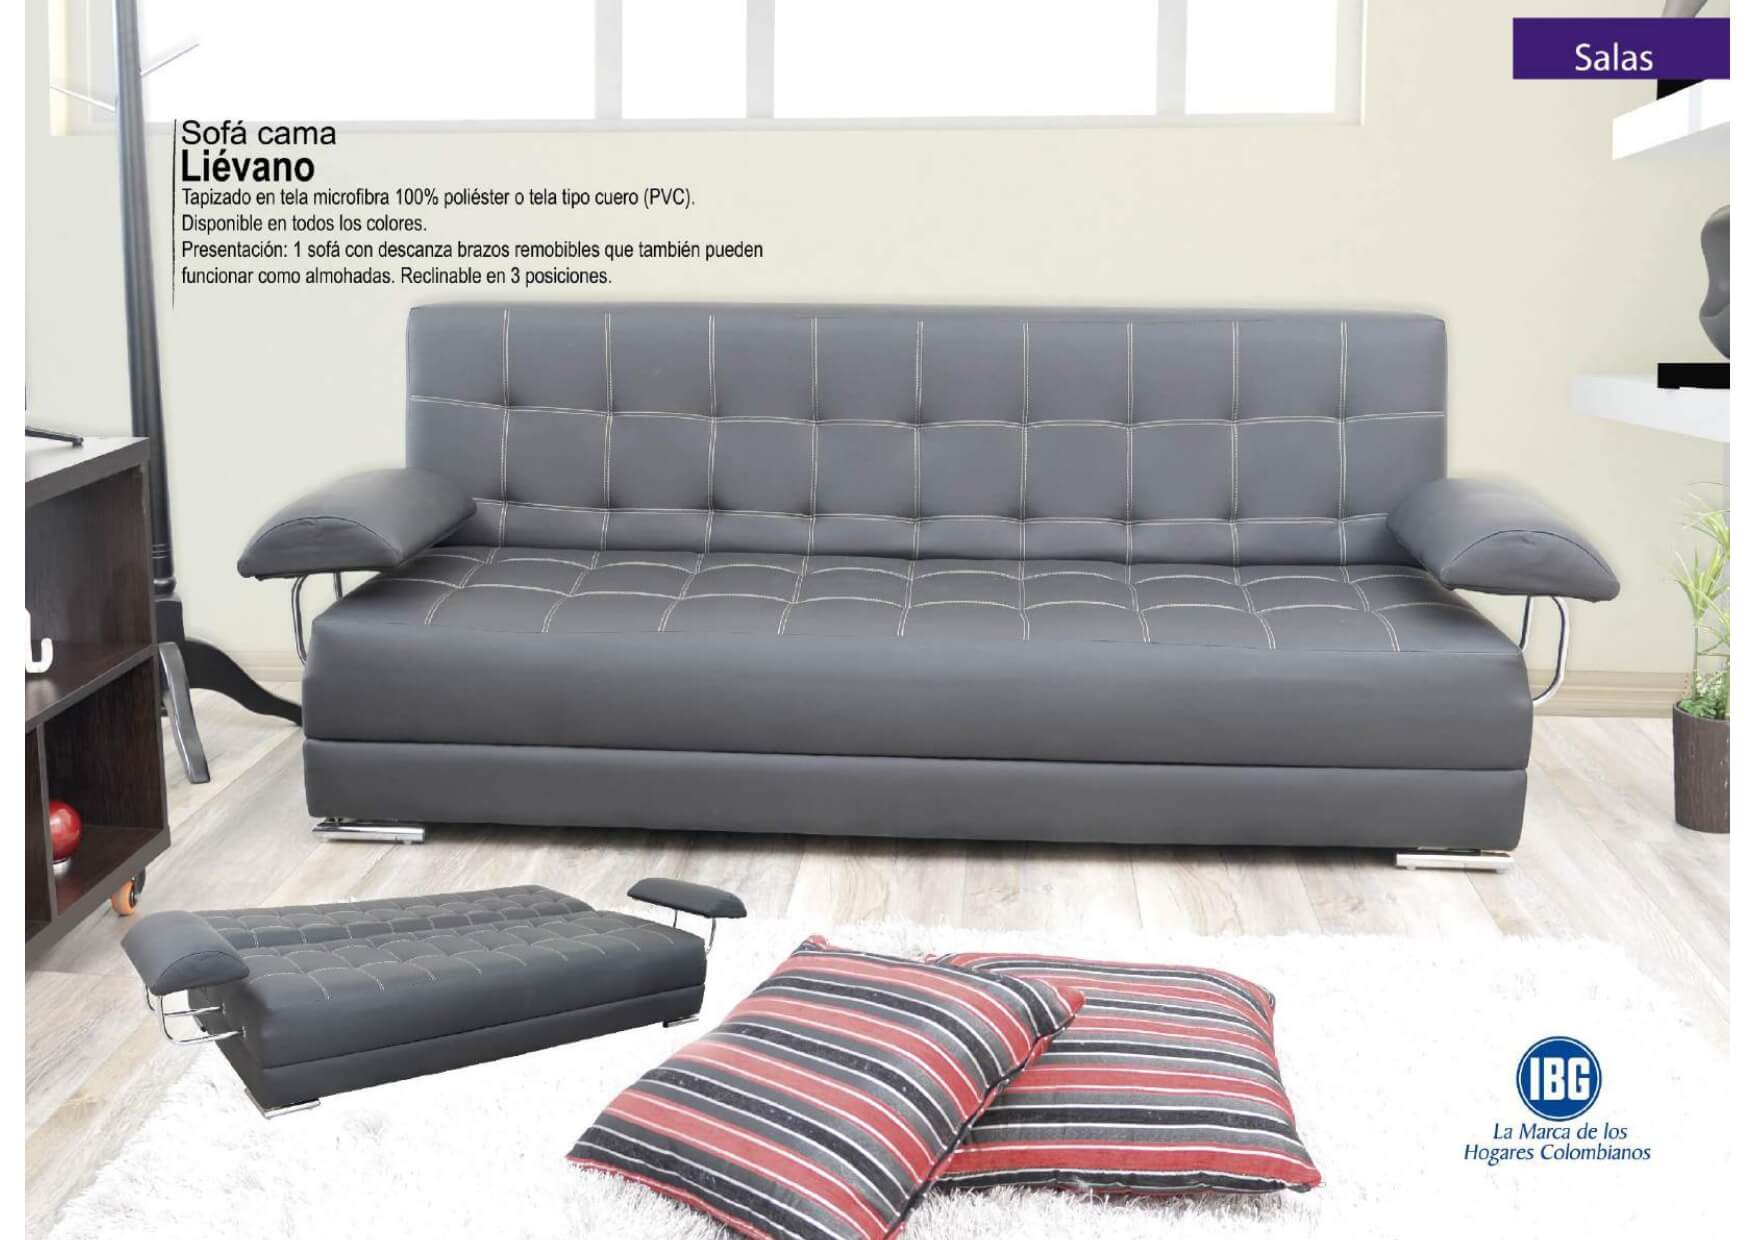 Salas
Sofá cama
Liévano
Tapizado en tela microfibra 100% poliéster o tela tipo cuero (PVC).
Disponible en todos los colores.
Presentación: 1 sofá con descanza brazos remobibles que también pueden
funcionar como almohadas. Reclinable en 3 posiciones.
IBG
La Marca de los
Hogares Colombianos